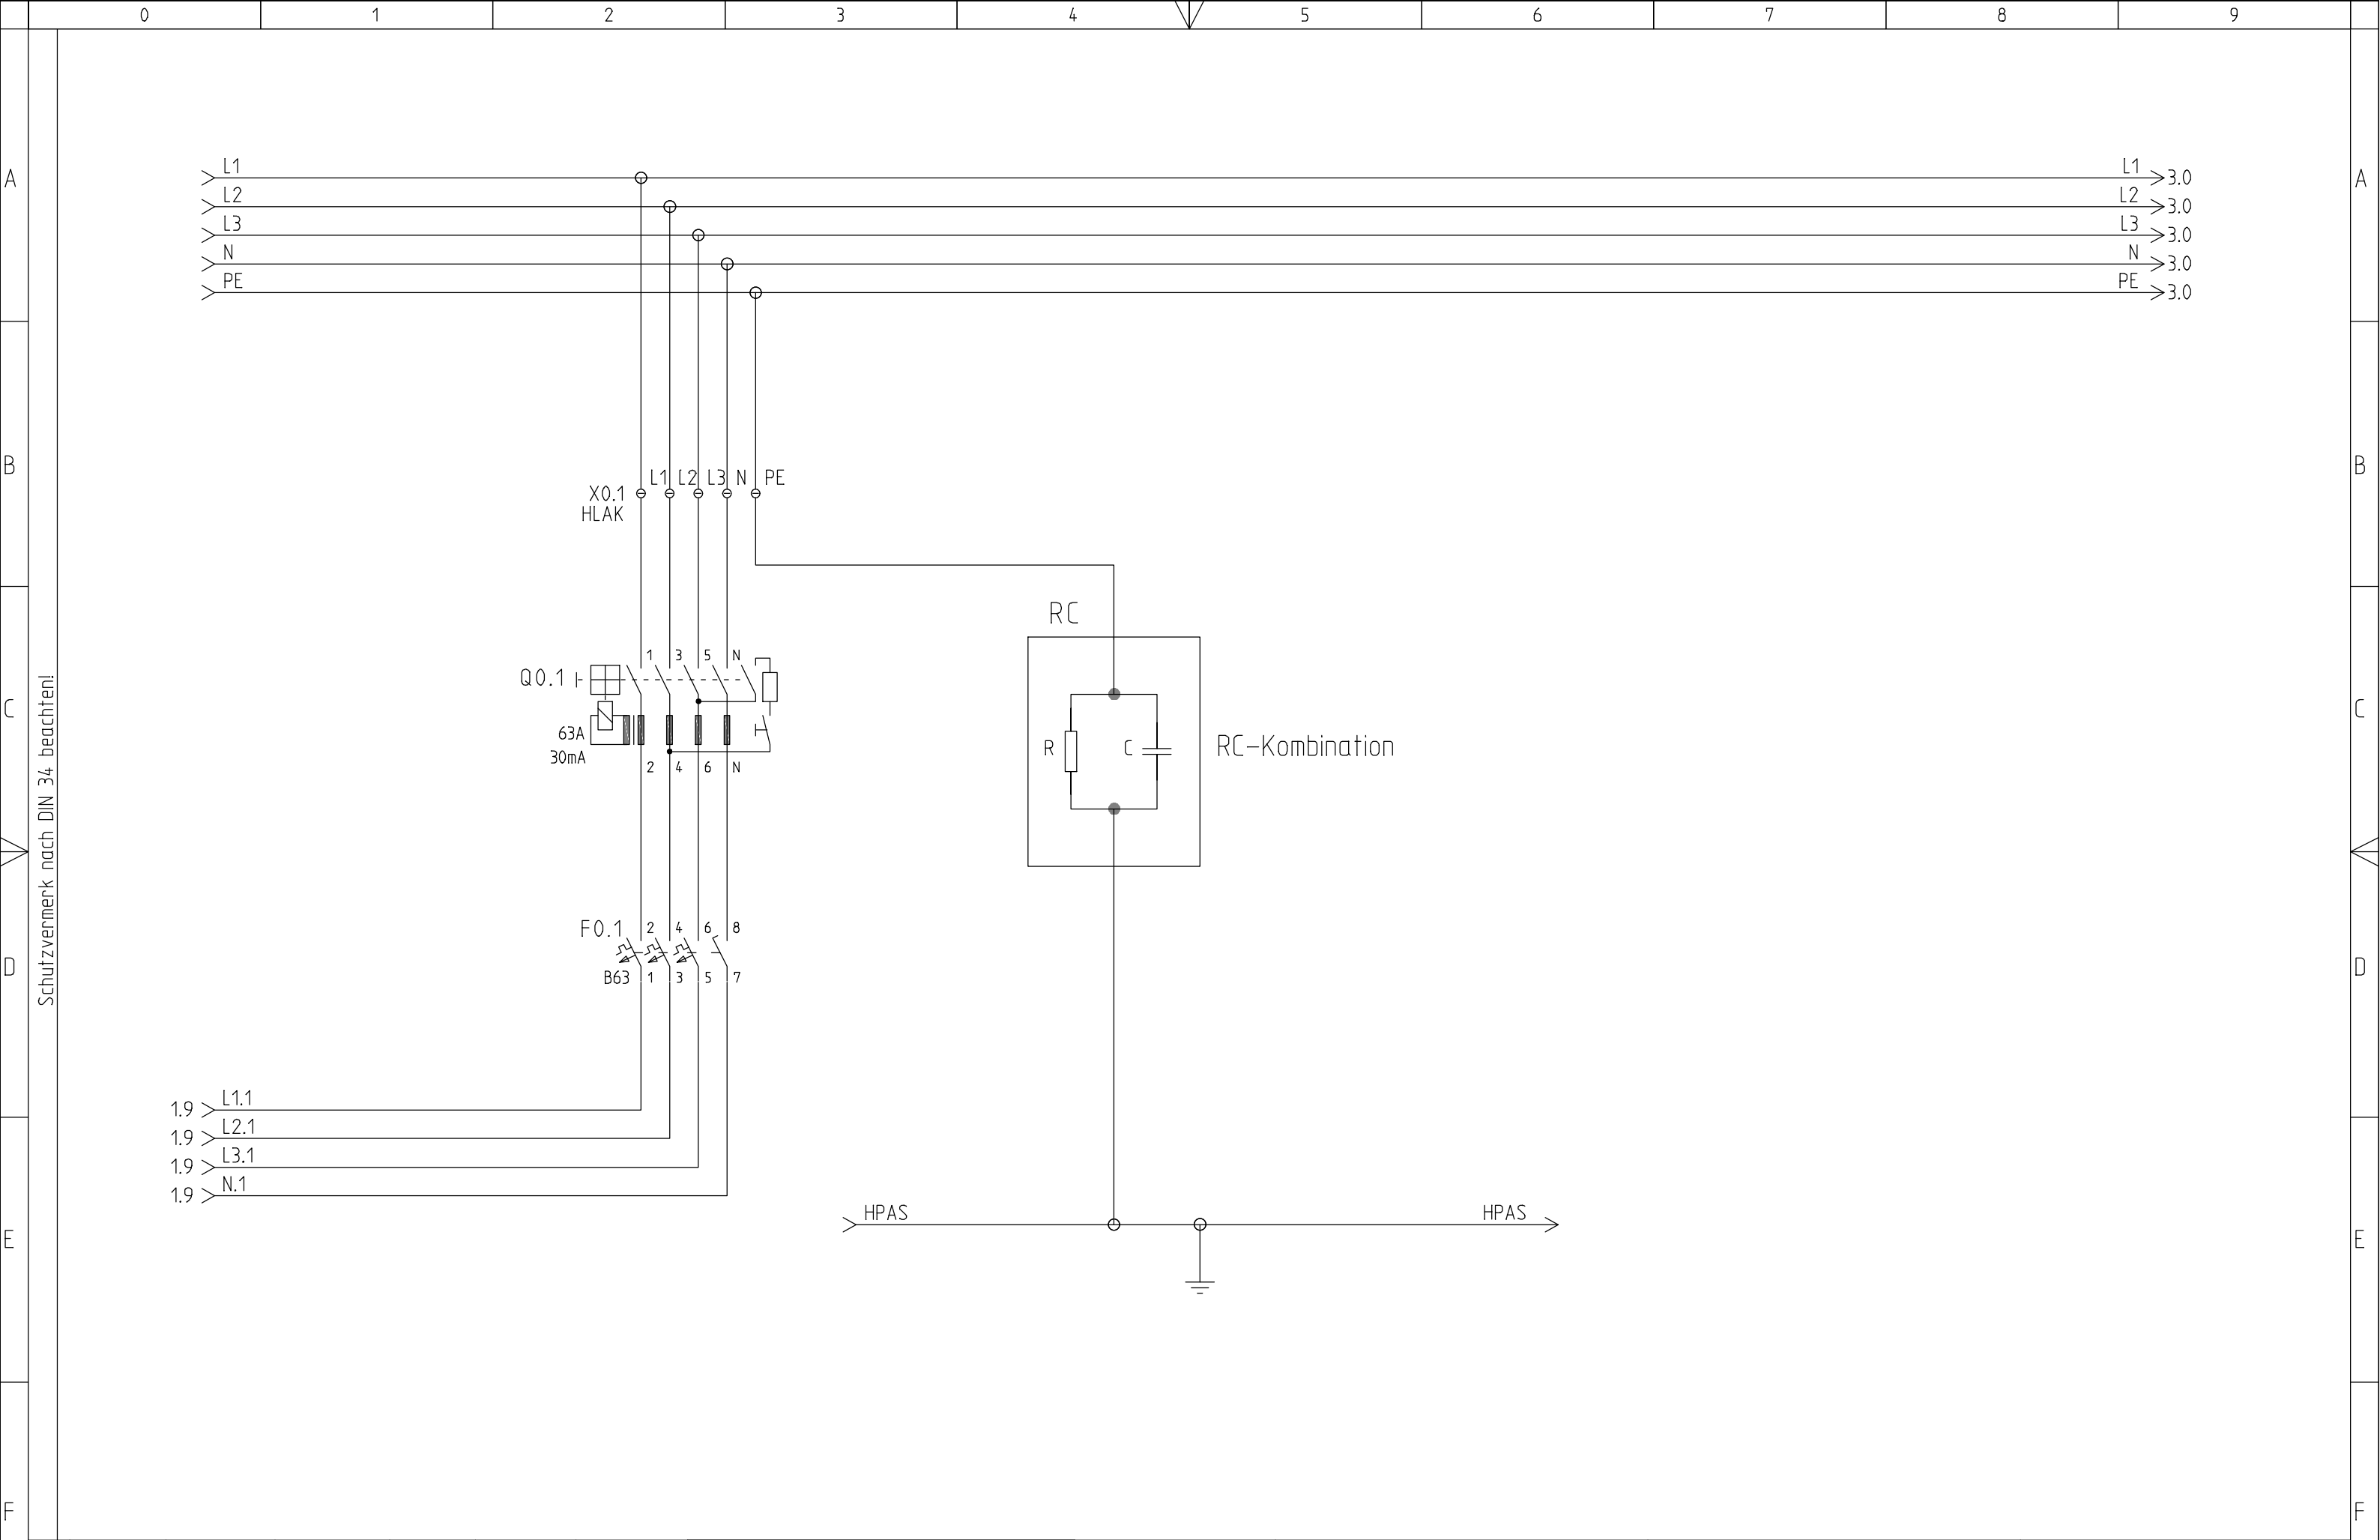 0 1 2 3 4 5 6 7 8 9
A A
L1 L1 3.0
L2 L2 3.0
L3 L3 3.0
N N 3.0
PE PE 3.0
B B
L1 L2 L3 N PE
X0.1
HLAK
RC
1 3 5 N
Q0.1
C C
63A
30mA
2 4 6 N
R C
RC-Kombination
Schutzvermerk nach DIN 34 beachten!
F0.1 2 4 6 8
D D
B63 1 3 5 7
1.9 L1.1
1.9 L2.1
1.9 L3.1
1.9 N.1
HPAS HPAS
E E
F F